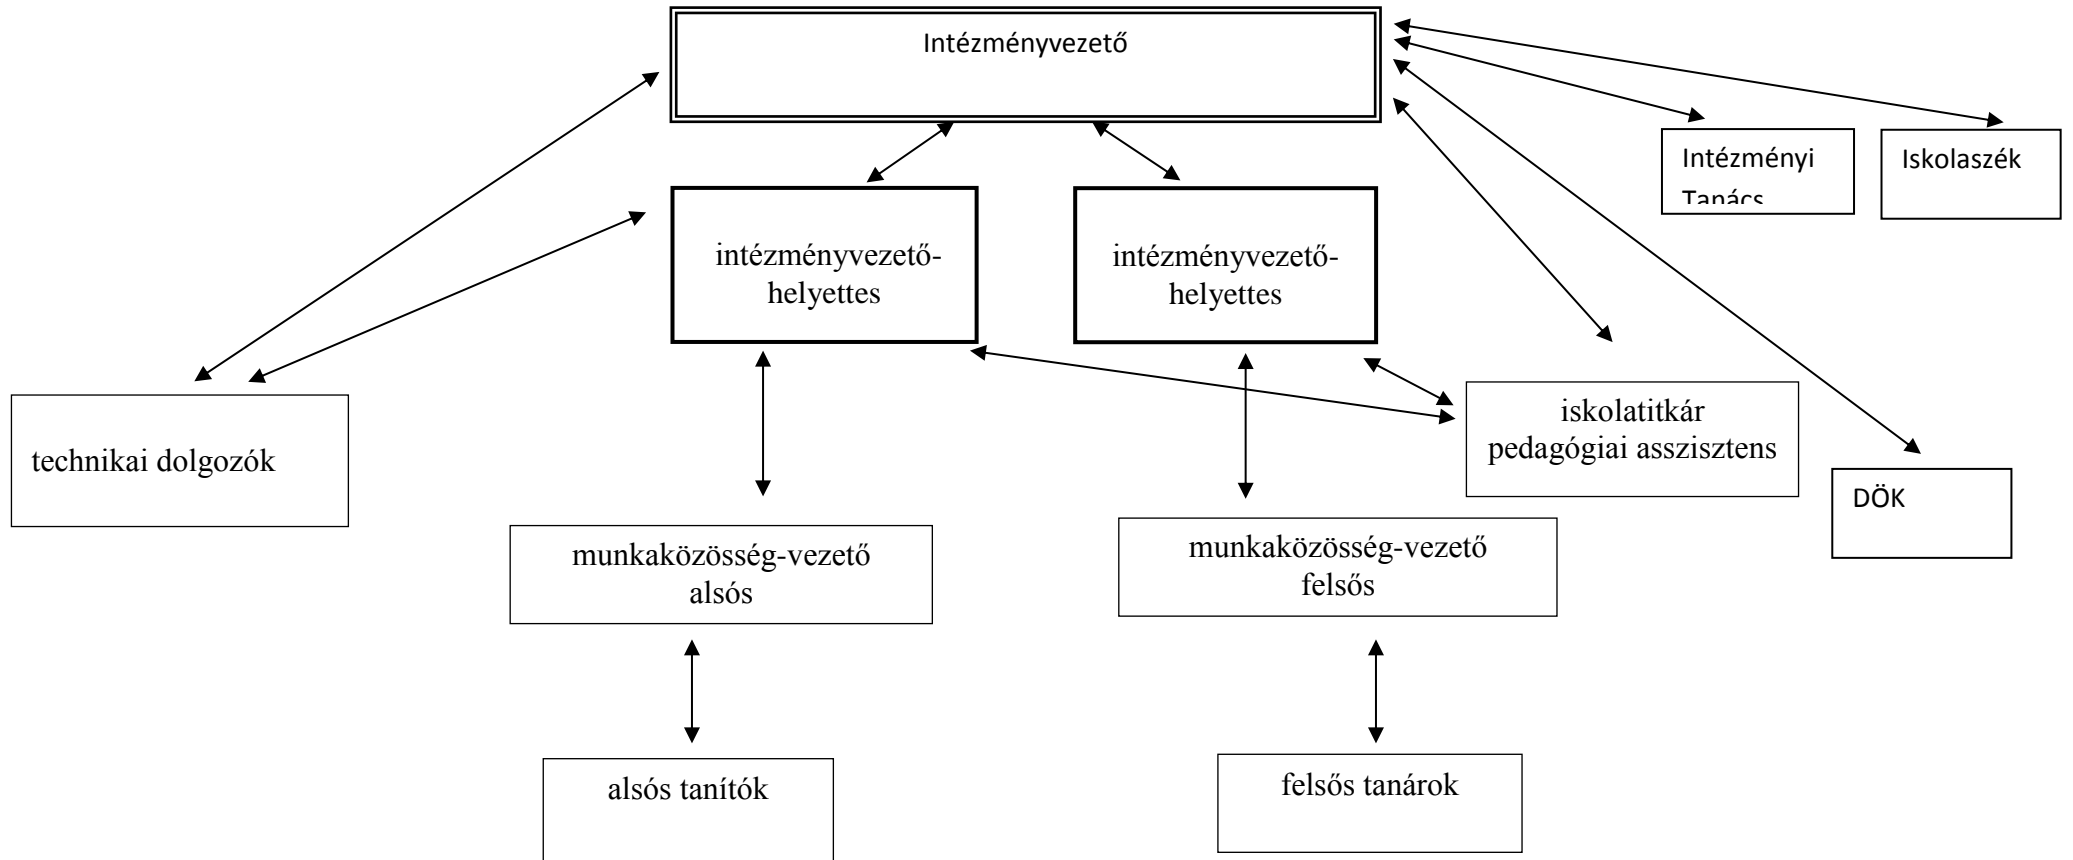 Intézményvezető
Intézményi
Tanács
Iskolaszék
intézményvezető-
helyettes
intézményvezető-
helyettes
technikai dolgozók
iskolatitkár
pedagógiai asszisztens
DÖK
munkaközösség-vezető
alsós
munkaközösség-vezető
felsős
alsós tanítók
felsős tanárok